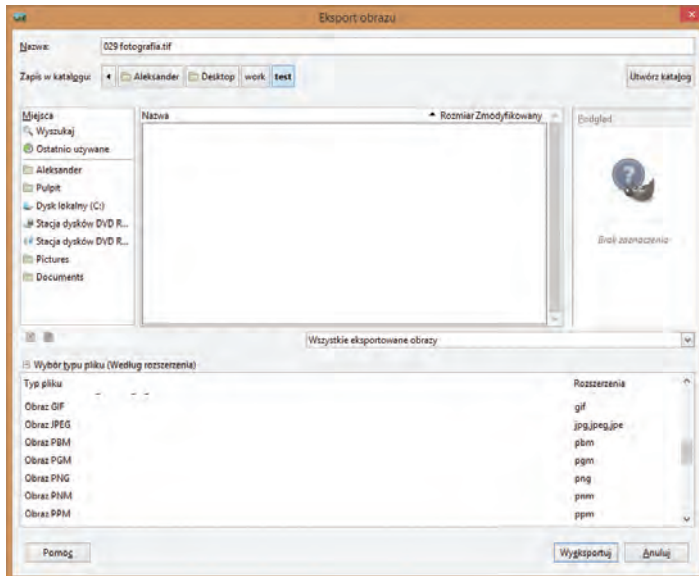 Eksport obrazu
Nazwa: 029 fotografia.tif
Zapis w katalogu: Aleksander Desktop work test Utwórz katalog
Miejsca Nazwa Rozmiar Zmodyfikowany Podgląd
Wyszukaj
Ostatnio używane
Aleksander
Pulpit
Dysk lokalny (C:)
Stacja dysków DVD R...
Stacja dysków DVD R...
Brak zaznaczenia
Pictures
Documents
Wszystkie eksportowane obrazy
Wybór typu pliku (Według rozszerzenia)
Typ pliku Rozszerzenia
Obraz GIF gif
Obraz JPEG jpg,jpeg,jpe
Obraz PBM pbm
Obraz PGM pgm
Obraz PNG png
Obraz PNM pnm
Obraz PPM ppm
Pomoc Wyeksportuj Anuluj